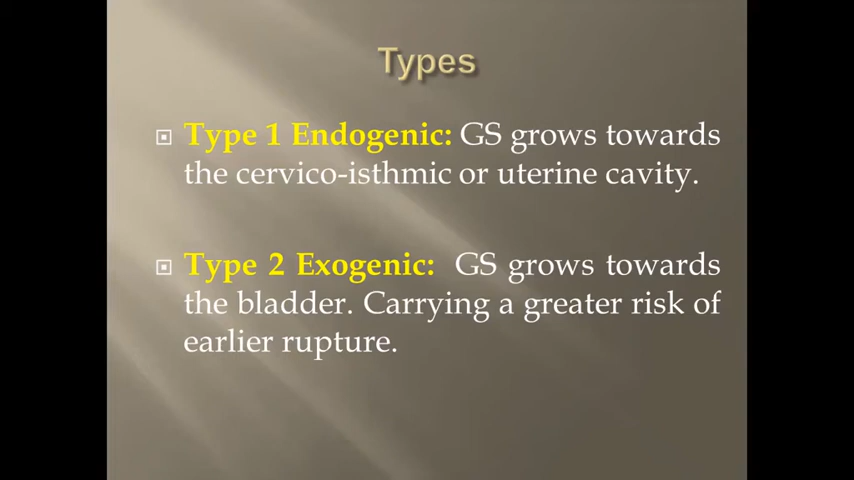 Types
Type 1 Endogenic: GS grows towards
the cervico-isthmic or uterine cavity.
Type 2 Exogenic: GS grows towards
the bladder. Carrying a greater risk of
earlier rupture.